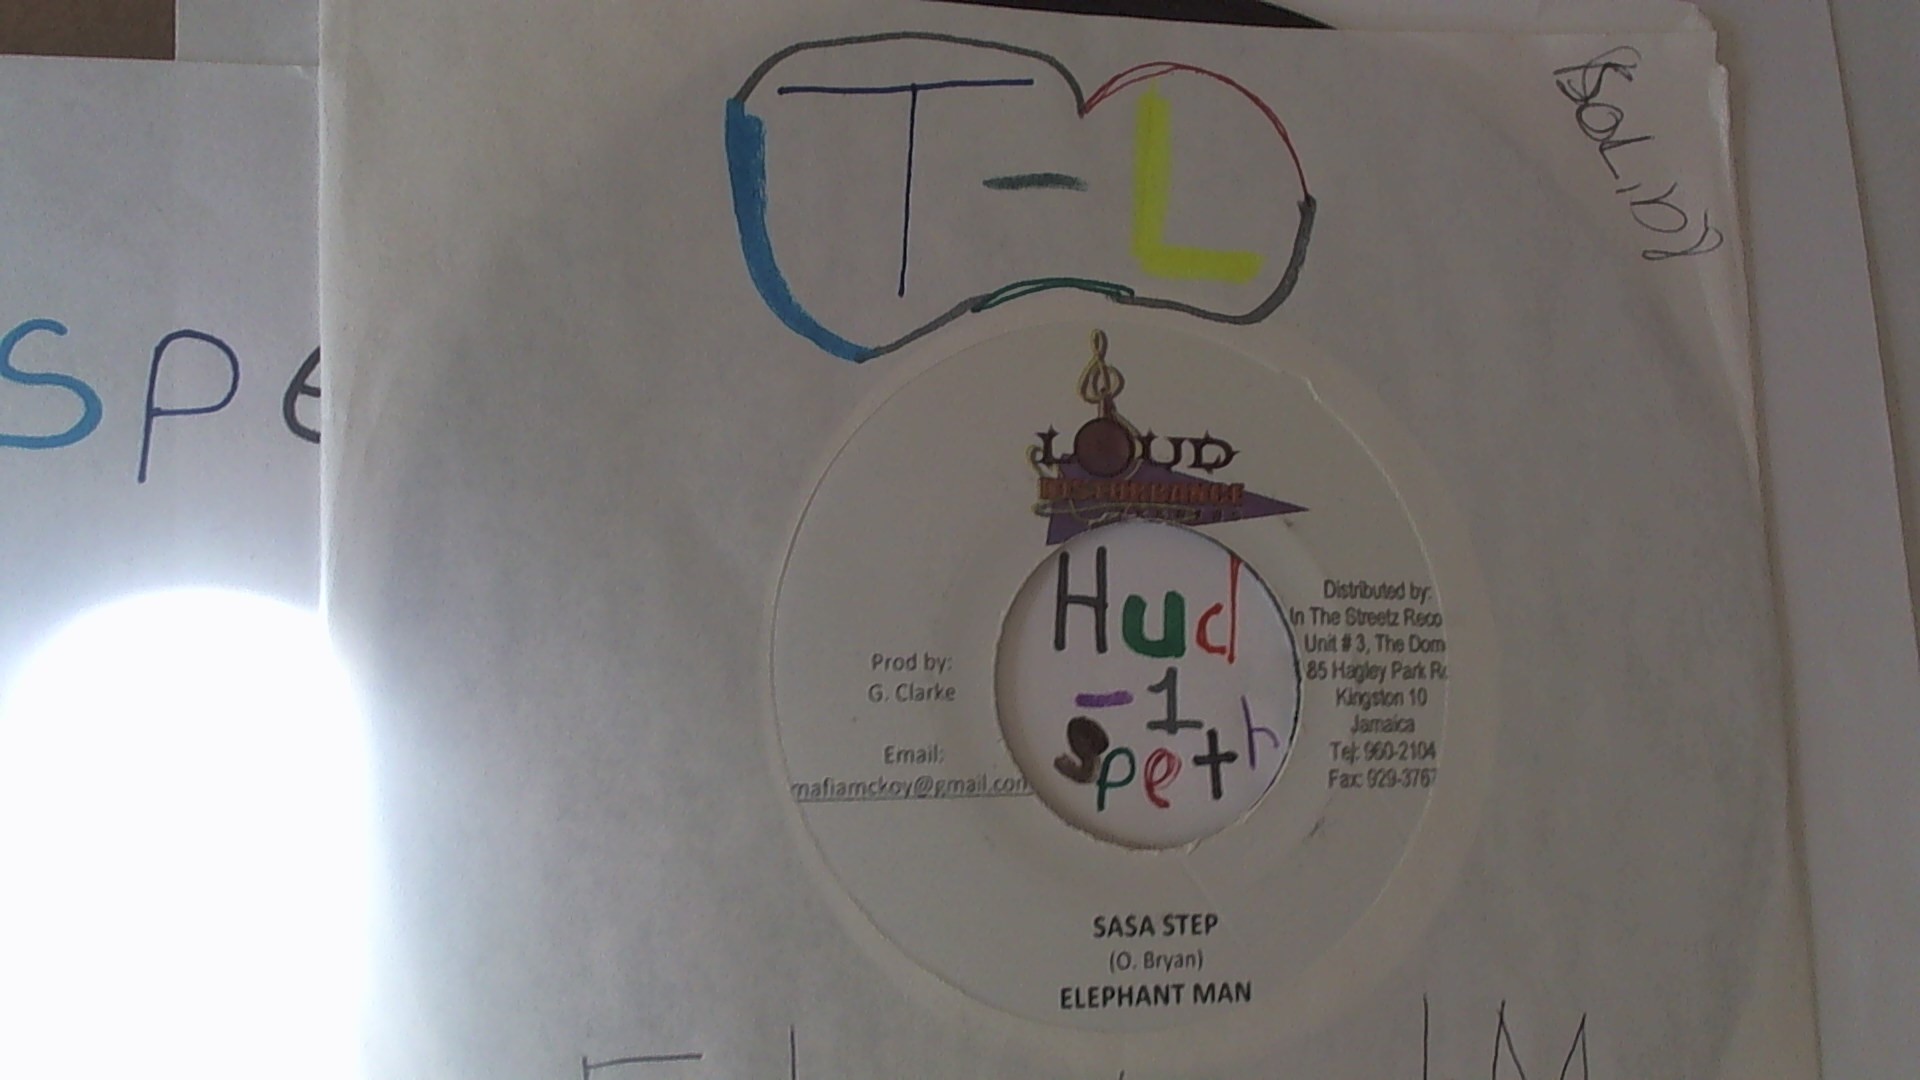 T - L
Spe
LOUD
DISTURBANCE
Hud
- 1
Speth
Prod by:
G. Clarke
Email:
mafiamckoy@gmail.com
Distributed by:
In The Streetz Reco
Unit # 3, The Dom
85 Hagley Park R
Kingston 10
Jamaica
Tel: 960-2104
Fax: 929-3767
SASA STEP
(O. Bryan)
ELEPHANT MAN